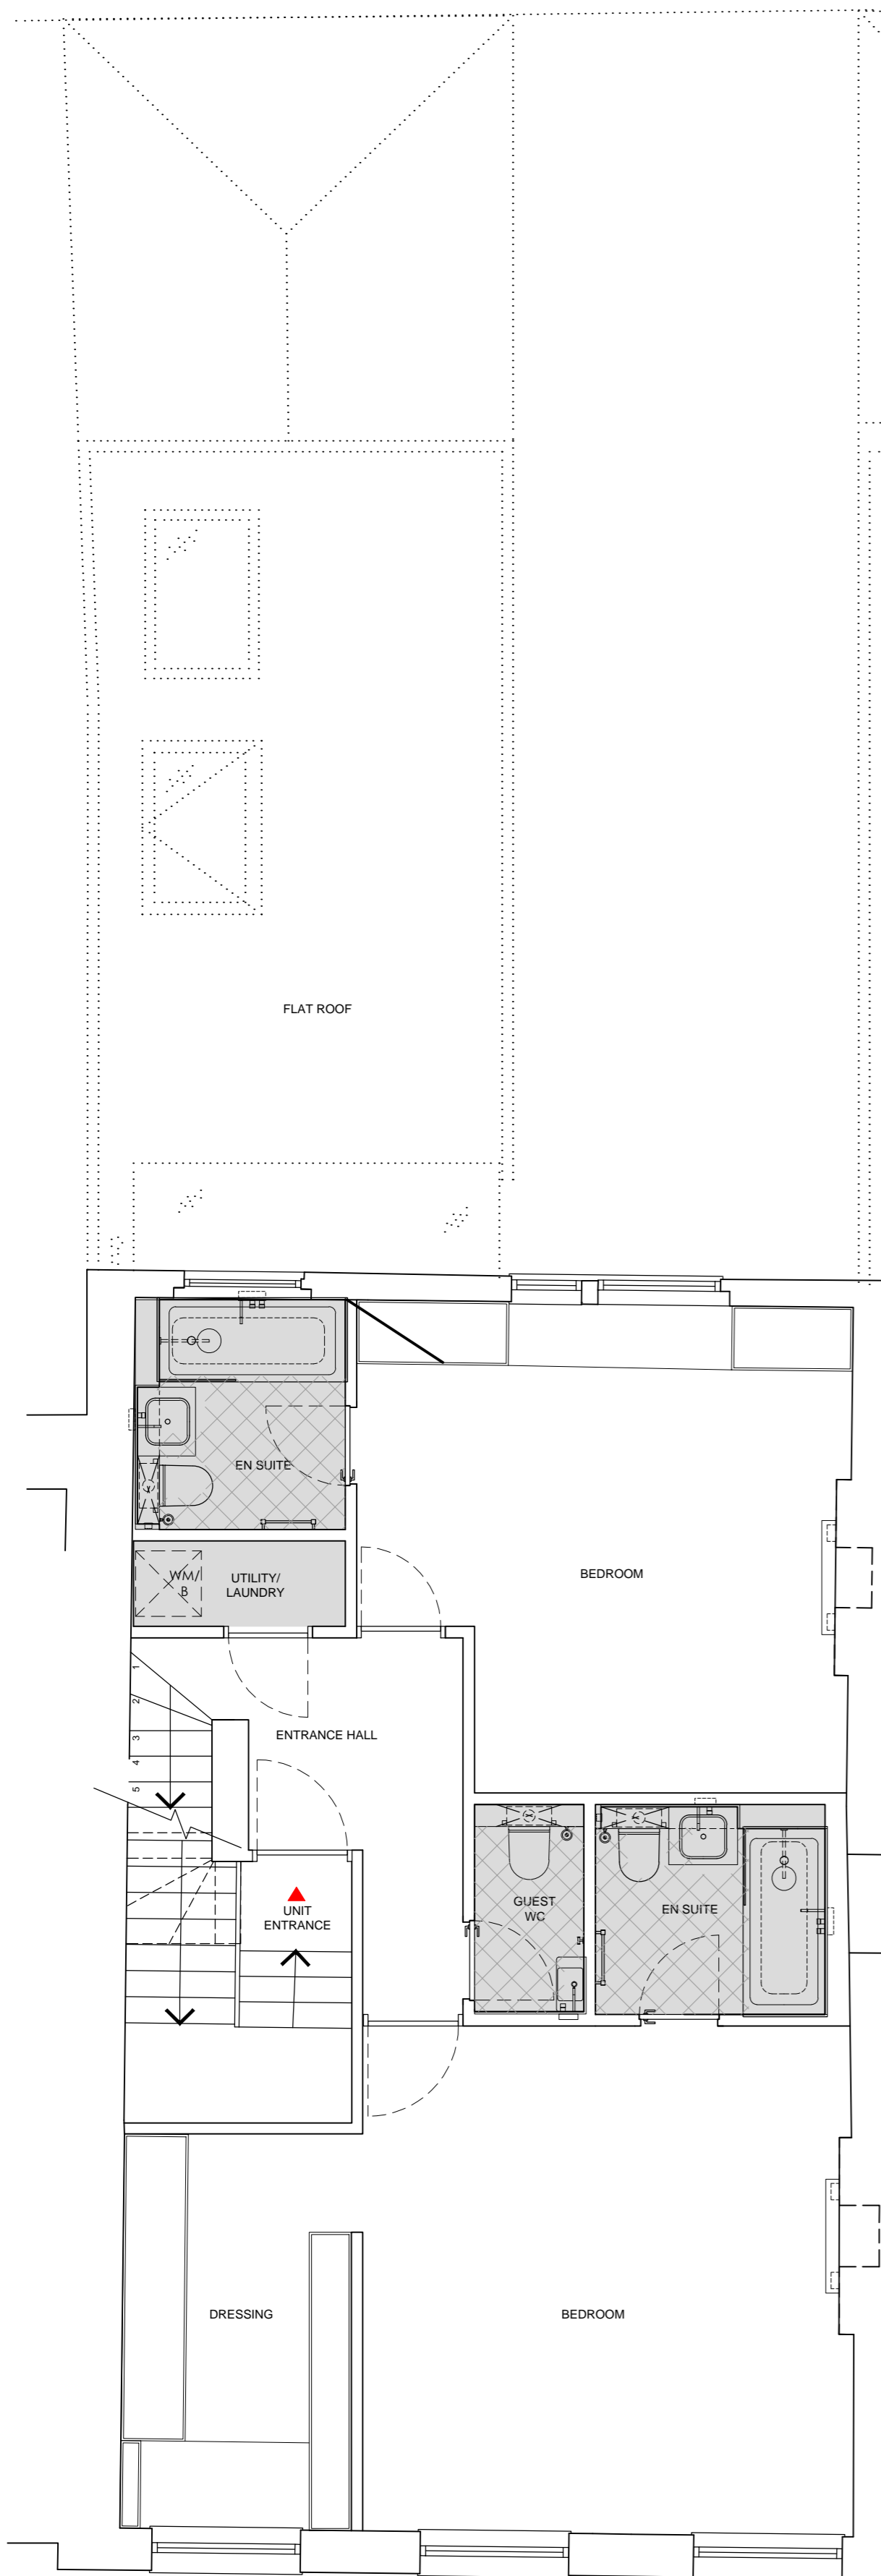 FLAT ROOF
EN SUITE
WM/
B
UTILITY/
LAUNDRY
BEDROOM
1
2
3
4
5
ENTRANCE HALL
UNIT
ENTRANCE
GUEST
WC
EN SUITE
DRESSING
BEDROOM